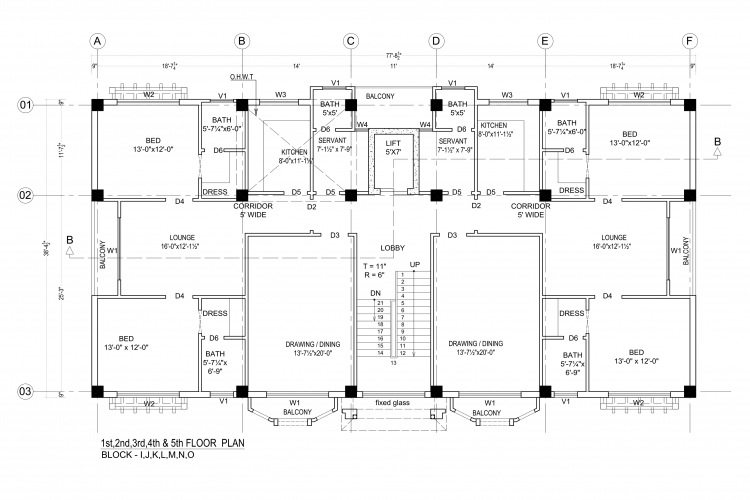 A B C D E F
77'-8½"
9" 18'-7¼" 14' 11' 14' 18'-7¼" 9"
O.H.W.T
W2 V1 W3 V1 BALCONY V1 W3 V1 W2
01 9"
BATH
5'-7¼"x6'-0"
BATH
5'x5'
BATH
5'x5'
BATH
5'-7¼"x6'-0"
W4 W4
D6 D6 D6 D6
BED
13'-0"x12'-0"
KITCHEN
8'-0"x11'-1½"
SERVANT
7'-1½" x 7'-9"
LIFT
5'X7'
SERVANT
7'-1½" x 7'-9"
KITCHEN
8'-0"x11'-1½"
BED
13'-0"x12'-0"
B
11'-1½"
DRESS D5 D5 D5 D5 DRESS
02
D4 D2 D2 D4
CORRIDOR
5' WIDE
CORRIDOR
5' WIDE
38'-4½"
B
BALCONY
W1
LOUNGE
16'-0"x12'-1½"
D3
LOBBY
D3
LOUNGE
16'-0"x12'-1½"
W1
BALCONY
25'-3"
T = 11"
R = 6"
UP
DN
1
2
3
4
21 5
20 6
19 7
18 8
17 9
16 10
15 11
14 12
13
D4 D4
DRESS DRESS
D6 D6
BED
13'-0" x 12'-0"
BATH
5'-7¼"x
6'-9"
DRAWING / DINING
13'-7½"x20'-0"
DRAWING / DINING
13'-7½"x20'-0"
BATH
5'-7¼"x
6'-9"
BED
13'-0" x 12'-0"
03 9"
W2 V1 W1 fixed glass W1 V1 W2
BALCONY BALCONY
1st,2nd,3rd,4th & 5th FLOOR PLAN
BLOCK - I,J,K,L,M,N,O